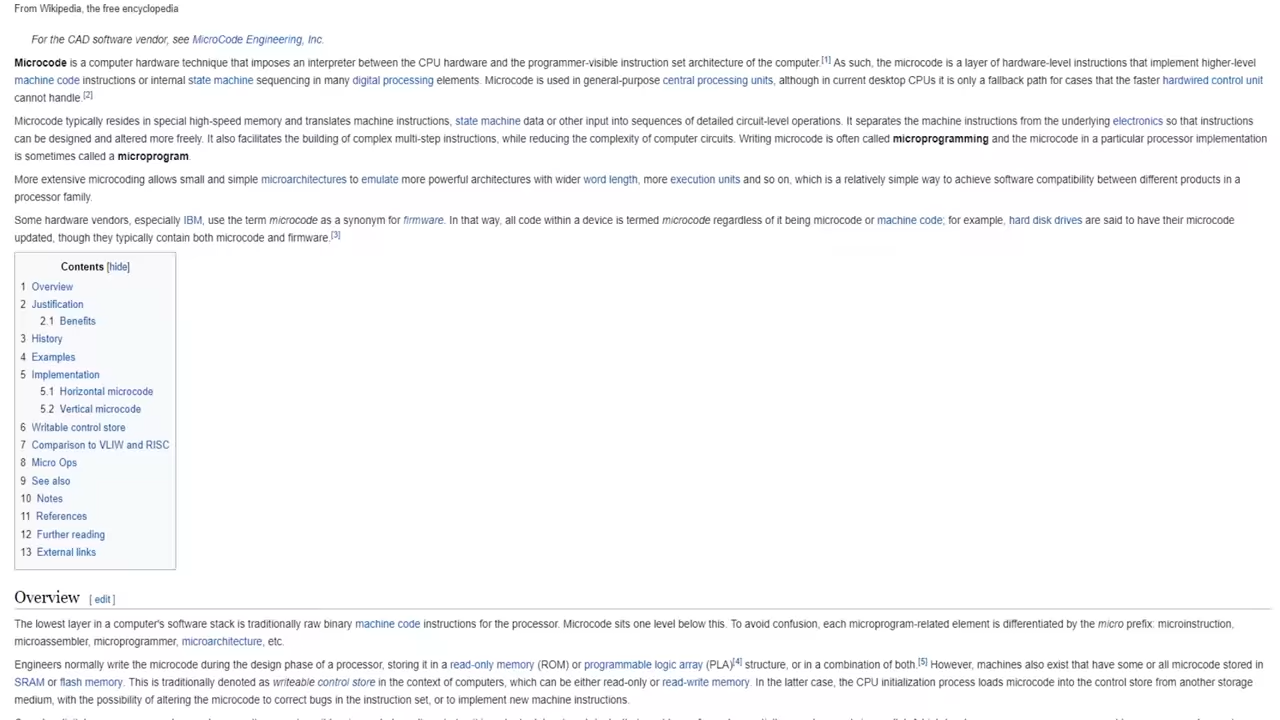 From Wikipedia, the free encyclopedia
For the CAD software vendor, see MicroCode Engineering, Inc.
Microcode is a computer hardware technique that imposes an interpreter between the CPU hardware and the programmer-visible instruction set architecture of the computer.[1] As such, the microcode is a layer of hardware-level instructions that implement higher-level
machine code instructions or internal state machine sequencing in many digital processing elements. Microcode is used in general-purpose central processing units, although in current desktop CPUs it is only a fallback path for cases that the faster hardwired control unit
cannot handle.[2]
Microcode typically resides in special high-speed memory and translates machine instructions, state machine data or other input into sequences of detailed circuit-level operations. It separates the machine instructions from the underlying electronics so that instructions
can be designed and altered more freely. It also facilitates the building of complex multi-step instructions, while reducing the complexity of computer circuits. Writing microcode is often called microprogramming and the microcode in a particular processor implementation
is sometimes called a microprogram.
More extensive microcoding allows small and simple microarchitectures to emulate more powerful architectures with wider word length, more execution units and so on, which is a relatively simple way to achieve software compatibility between different products in a
processor family.
Some hardware vendors, especially IBM, use the term microcode as a synonym for firmware. In that way, all code within a device is termed microcode regardless of it being microcode or machine code; for example, hard disk drives are said to have their microcode
updated, though they typically contain both microcode and firmware.[3]
Contents [hide]
1 Overview
2 Justification
2.1 Benefits
3 History
4 Examples
5 Implementation
5.1 Horizontal microcode
5.2 Vertical microcode
6 Writable control store
7 Comparison to VLIW and RISC
8 Micro Ops
9 See also
10 Notes
11 References
12 Further reading
13 External links
Overview [ edit ]
The lowest layer in a computer's software stack is traditionally raw binary machine code instructions for the processor. Microcode sits one level below this. To avoid confusion, each microprogram-related element is differentiated by the micro prefix: microinstruction,
microassembler, microprogrammer, microarchitecture, etc.
Engineers normally write the microcode during the design phase of a processor, storing it in a read-only memory (ROM) or programmable logic array (PLA)[4] structure, or in a combination of both.[5] However, machines also exist that have some or all microcode stored in
SRAM or flash memory. This is traditionally denoted as writeable control store in the context of computers, which can be either read-only or read-write memory. In the latter case, the CPU initialization process loads microcode into the control store from another storage
medium, with the possibility of altering the microcode to correct bugs in the instruction set, or to implement new machine instructions.